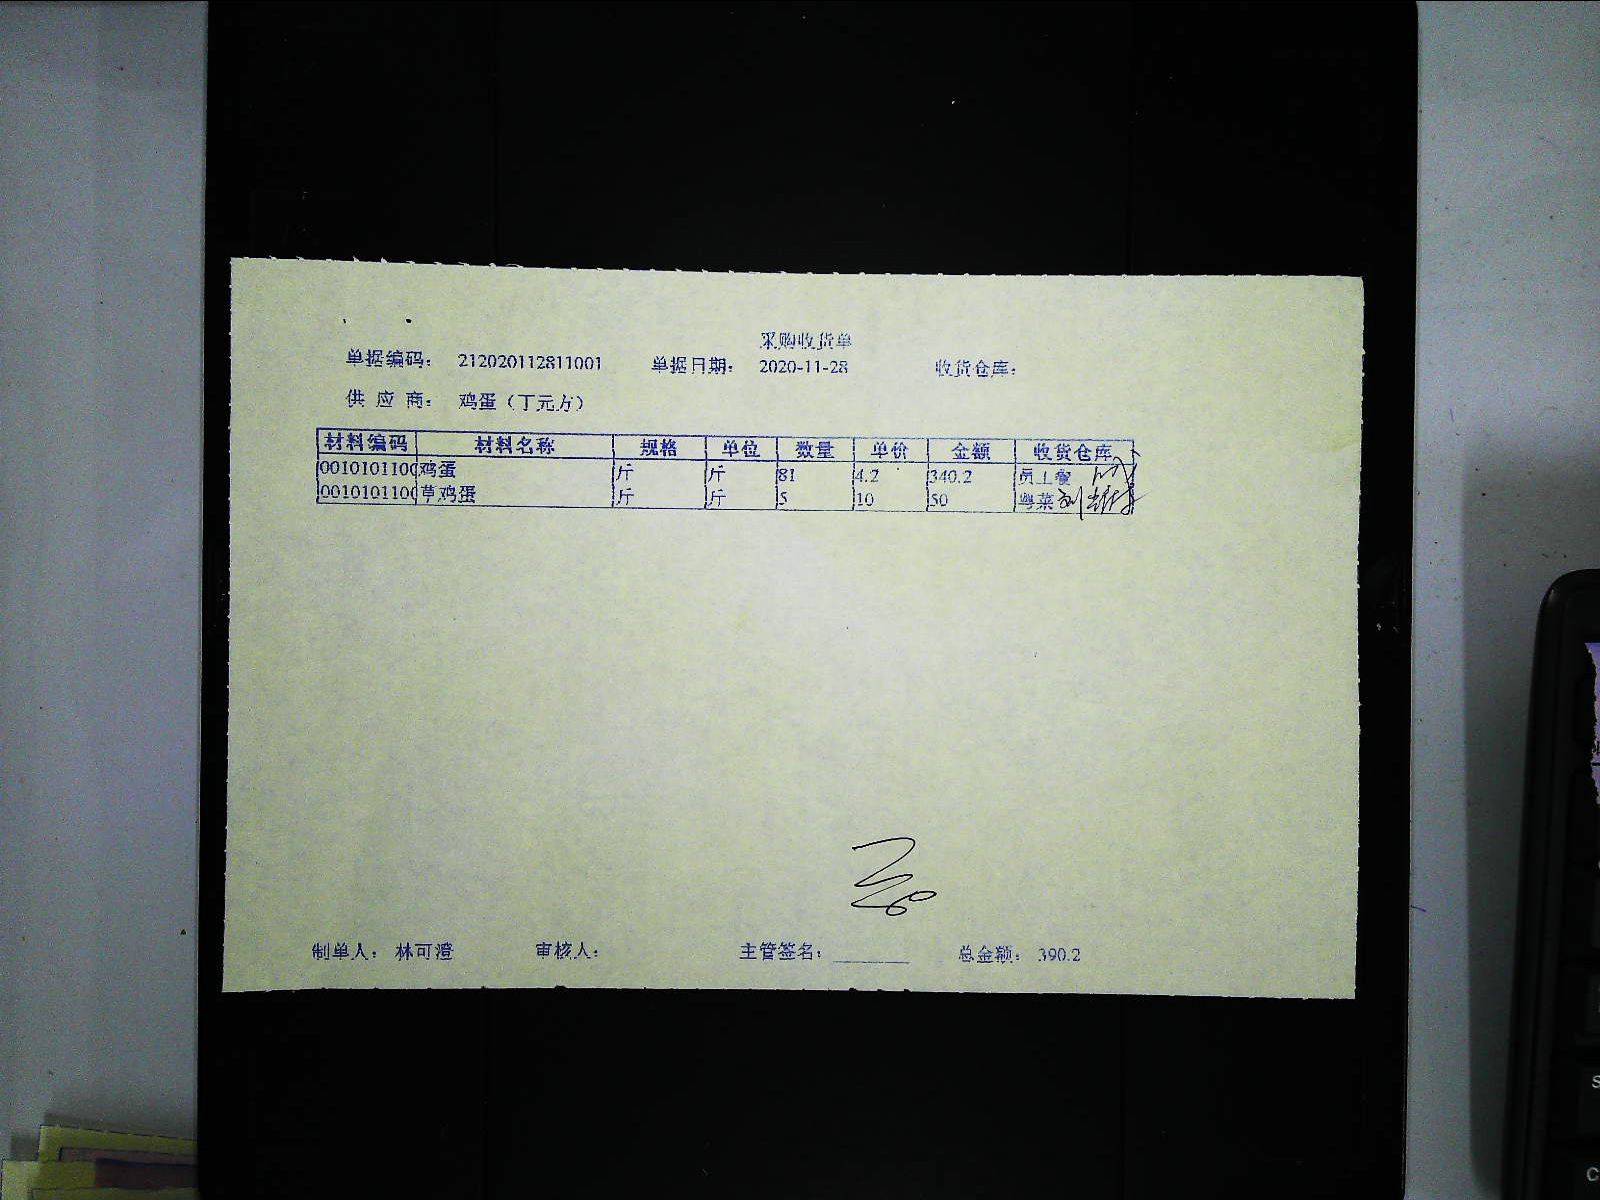 采购收货单
单据编码： 212020112811001 单据日期： 2020-11-28 收货仓库：
供 应 商： 鸡蛋（丁元方）
材料编码 材料名称 规格 单位 数量 单价 金额 收货仓库
0010101100 鸡蛋 斤 斤 81 4.2 340.2 员工餐
0010101100 草鸡蛋 斤 斤 5 10 50 粤菜
制单人： 林可澄 审核人： 主管签名： 总金额： 390.2